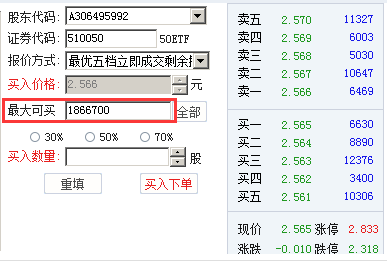 股东代码: A306495992
证券代码: 510050 50ETF
报价方式: 最优五档立即成交剩余
买入价格: 2.566 元
最大可买 1866700 全部
30% 50% 70%
买入数量: 股
重填 买入下单
卖五 2.570 11327
卖四 2.569 6003
卖三 2.568 5030
卖二 2.567 10647
卖一 2.566 6469
买一 2.565 6630
买二 2.564 8890
买三 2.563 12376
买四 2.562 3400
买五 2.561 10306
现价 2.565 涨停 2.833
涨跌 -0.010 跌停 2.318